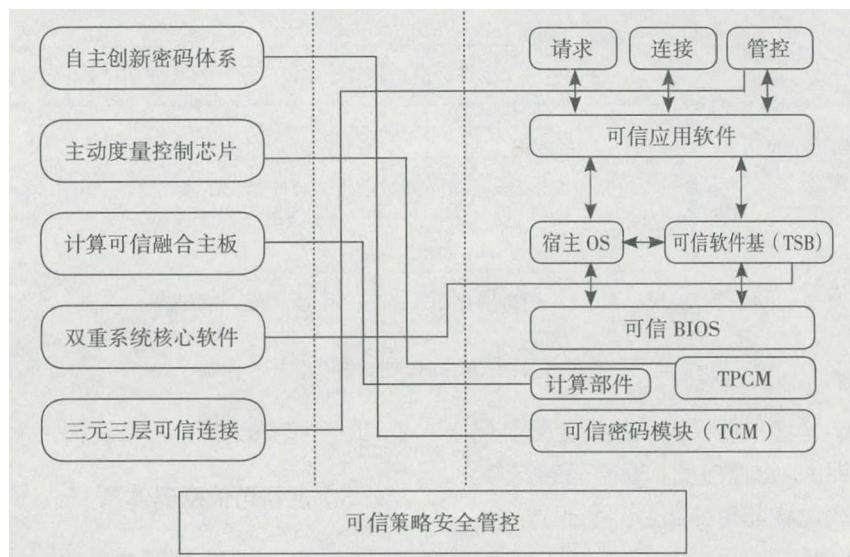 自主创新密码体系
主动度量控制芯片
计算可信融合主板
双重系统核心软件
三元三层可信连接
请求
连接
管控
可信应用软件
宿主 OS
可信软件基(TSB)
可信 BIOS
计算部件
TPCM
可信密码模块(TCM)
可信策略安全管控